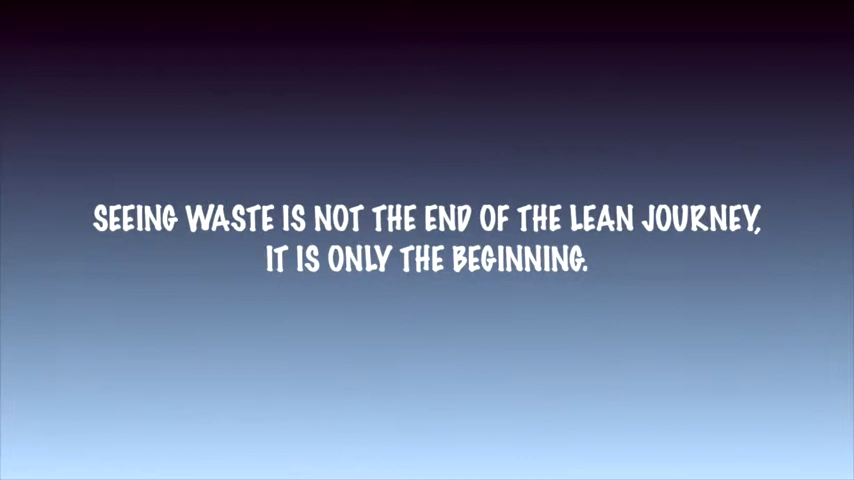 SEEING WASTE IS NOT THE END OF THE LEAN JOURNEY,
IT IS ONLY THE BEGINNING.